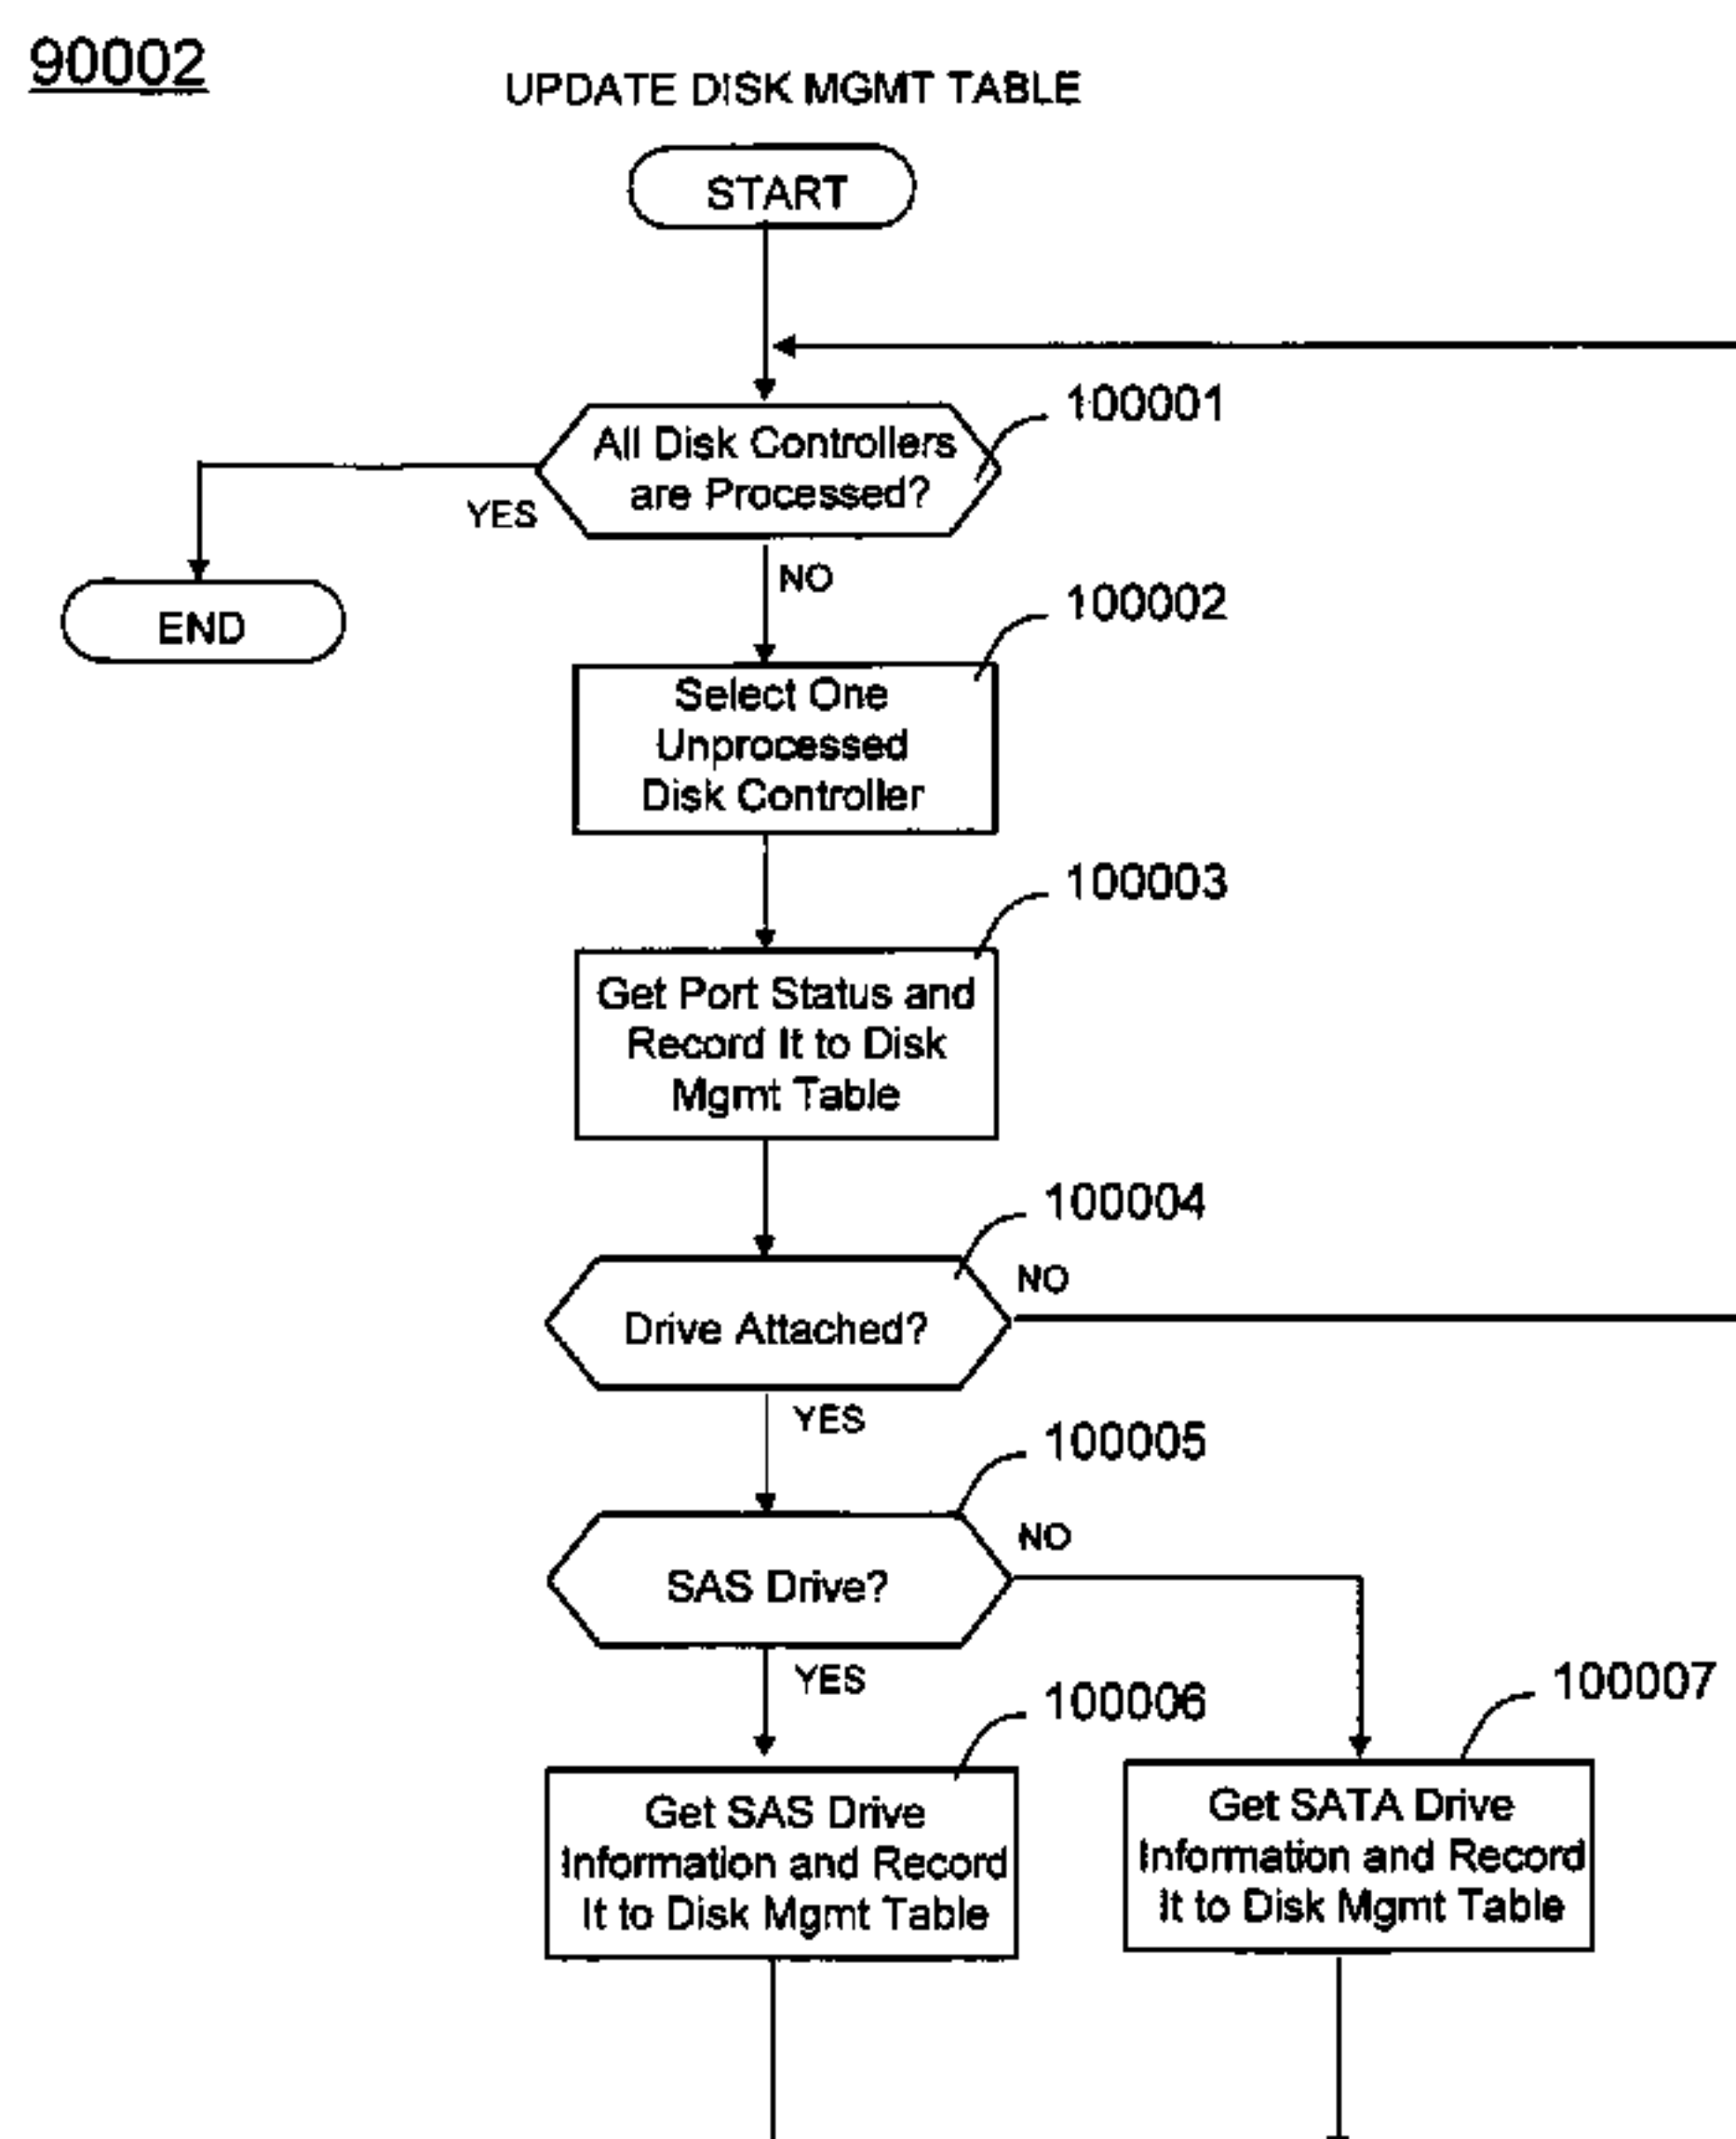 90002
UPDATE DISK MGMT TABLE
START
100001
All Disk Controllers
are Processed?
YES
NO
END
100002
Select One
Unprocessed
Disk Controller
100003
Get Port Status and
Record It to Disk
Mgmt Table
100004
NO
Drive Attached?
YES
100005
NO
SAS Drive?
YES
100006
100007
Get SAS Drive
Information and Record
It to Disk Mgmt Table
Get SATA Drive
Information and Record
It to Disk Mgmt Table